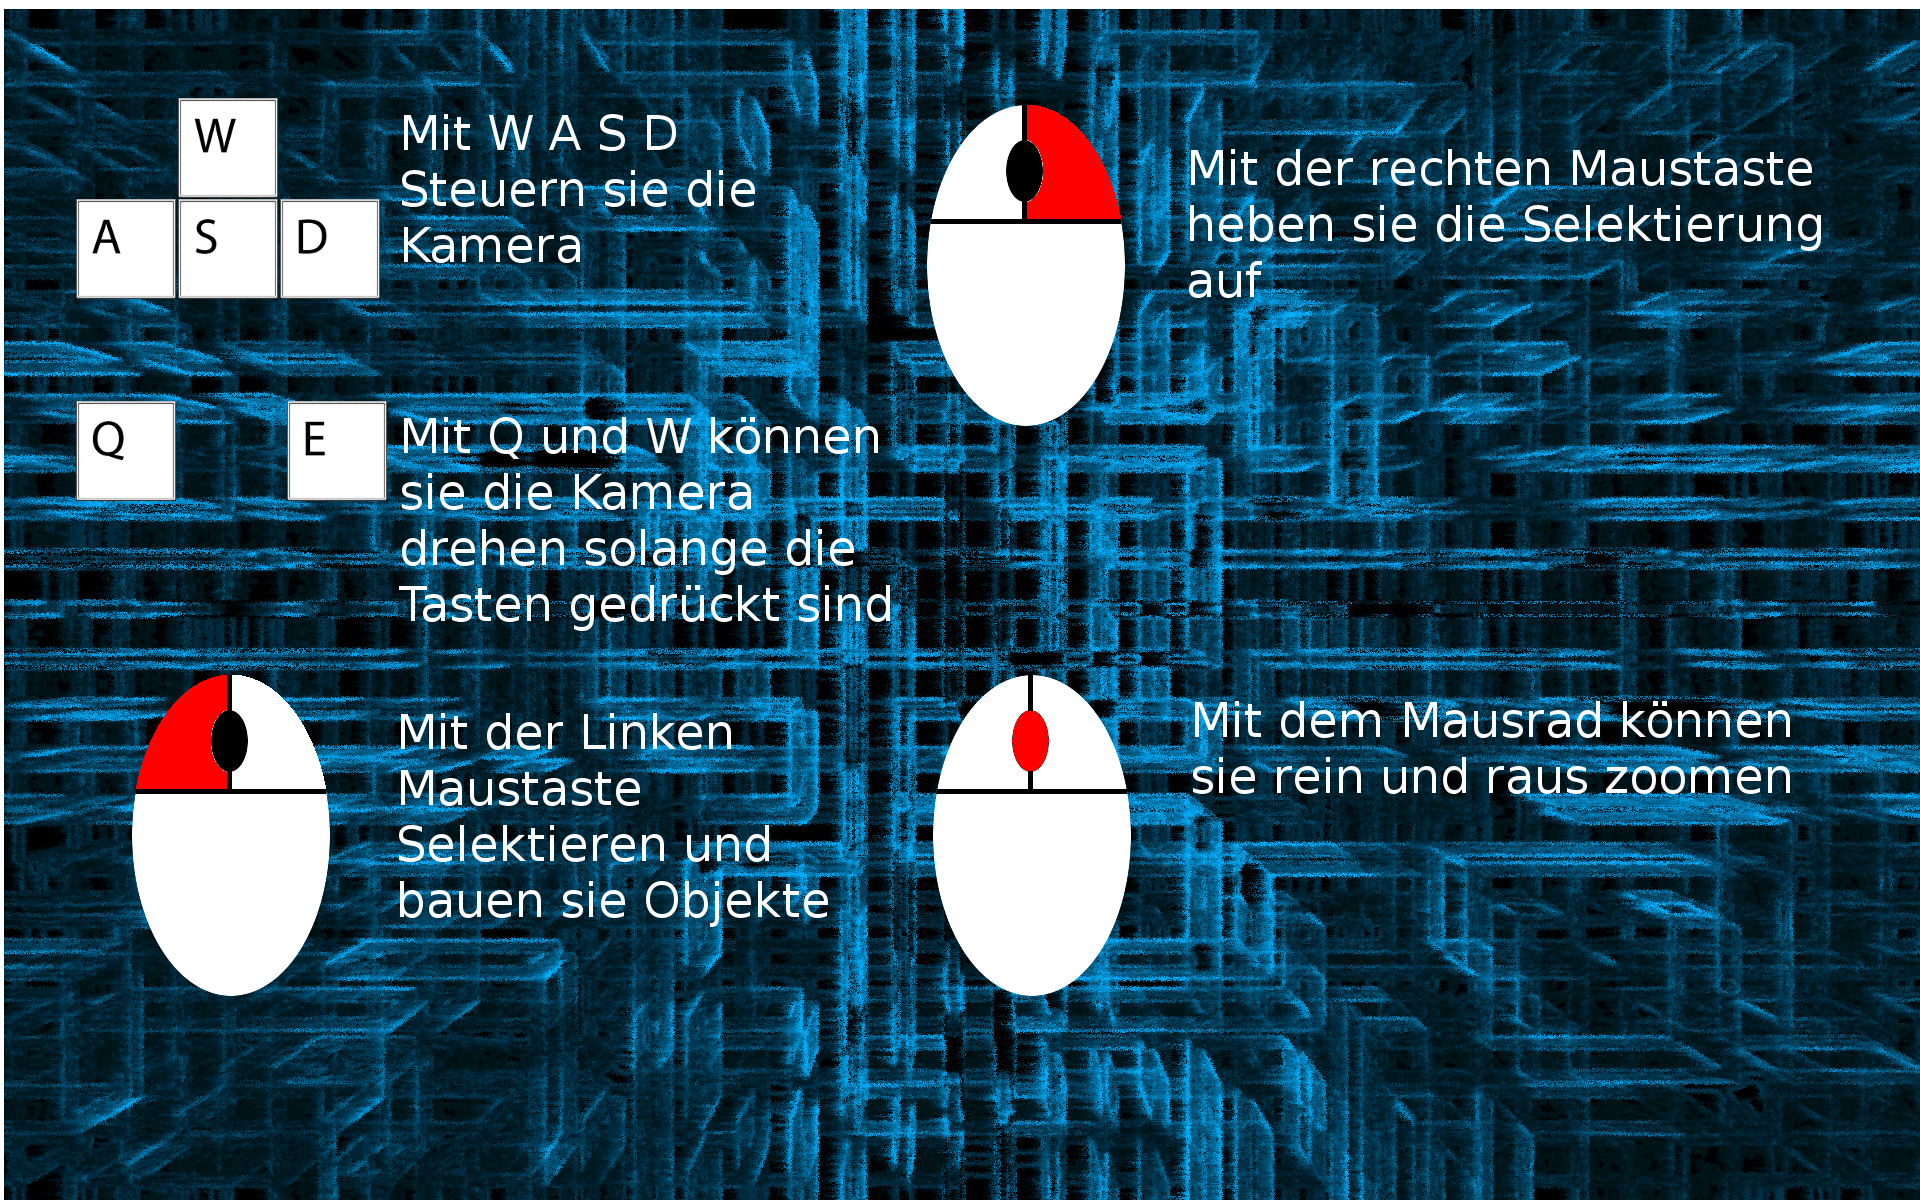 W
A S D
Mit W A S D
Steuern sie die
Kamera
Q E
Mit Q und W können
sie die Kamera
drehen solange die
Tasten gedrückt sind
Mit der Linken
Maustaste
Selektieren und
bauen sie Objekte
Mit der rechten Maustaste
heben sie die Selektierung
auf
Mit dem Mausrad können
sie rein und raus zoomen